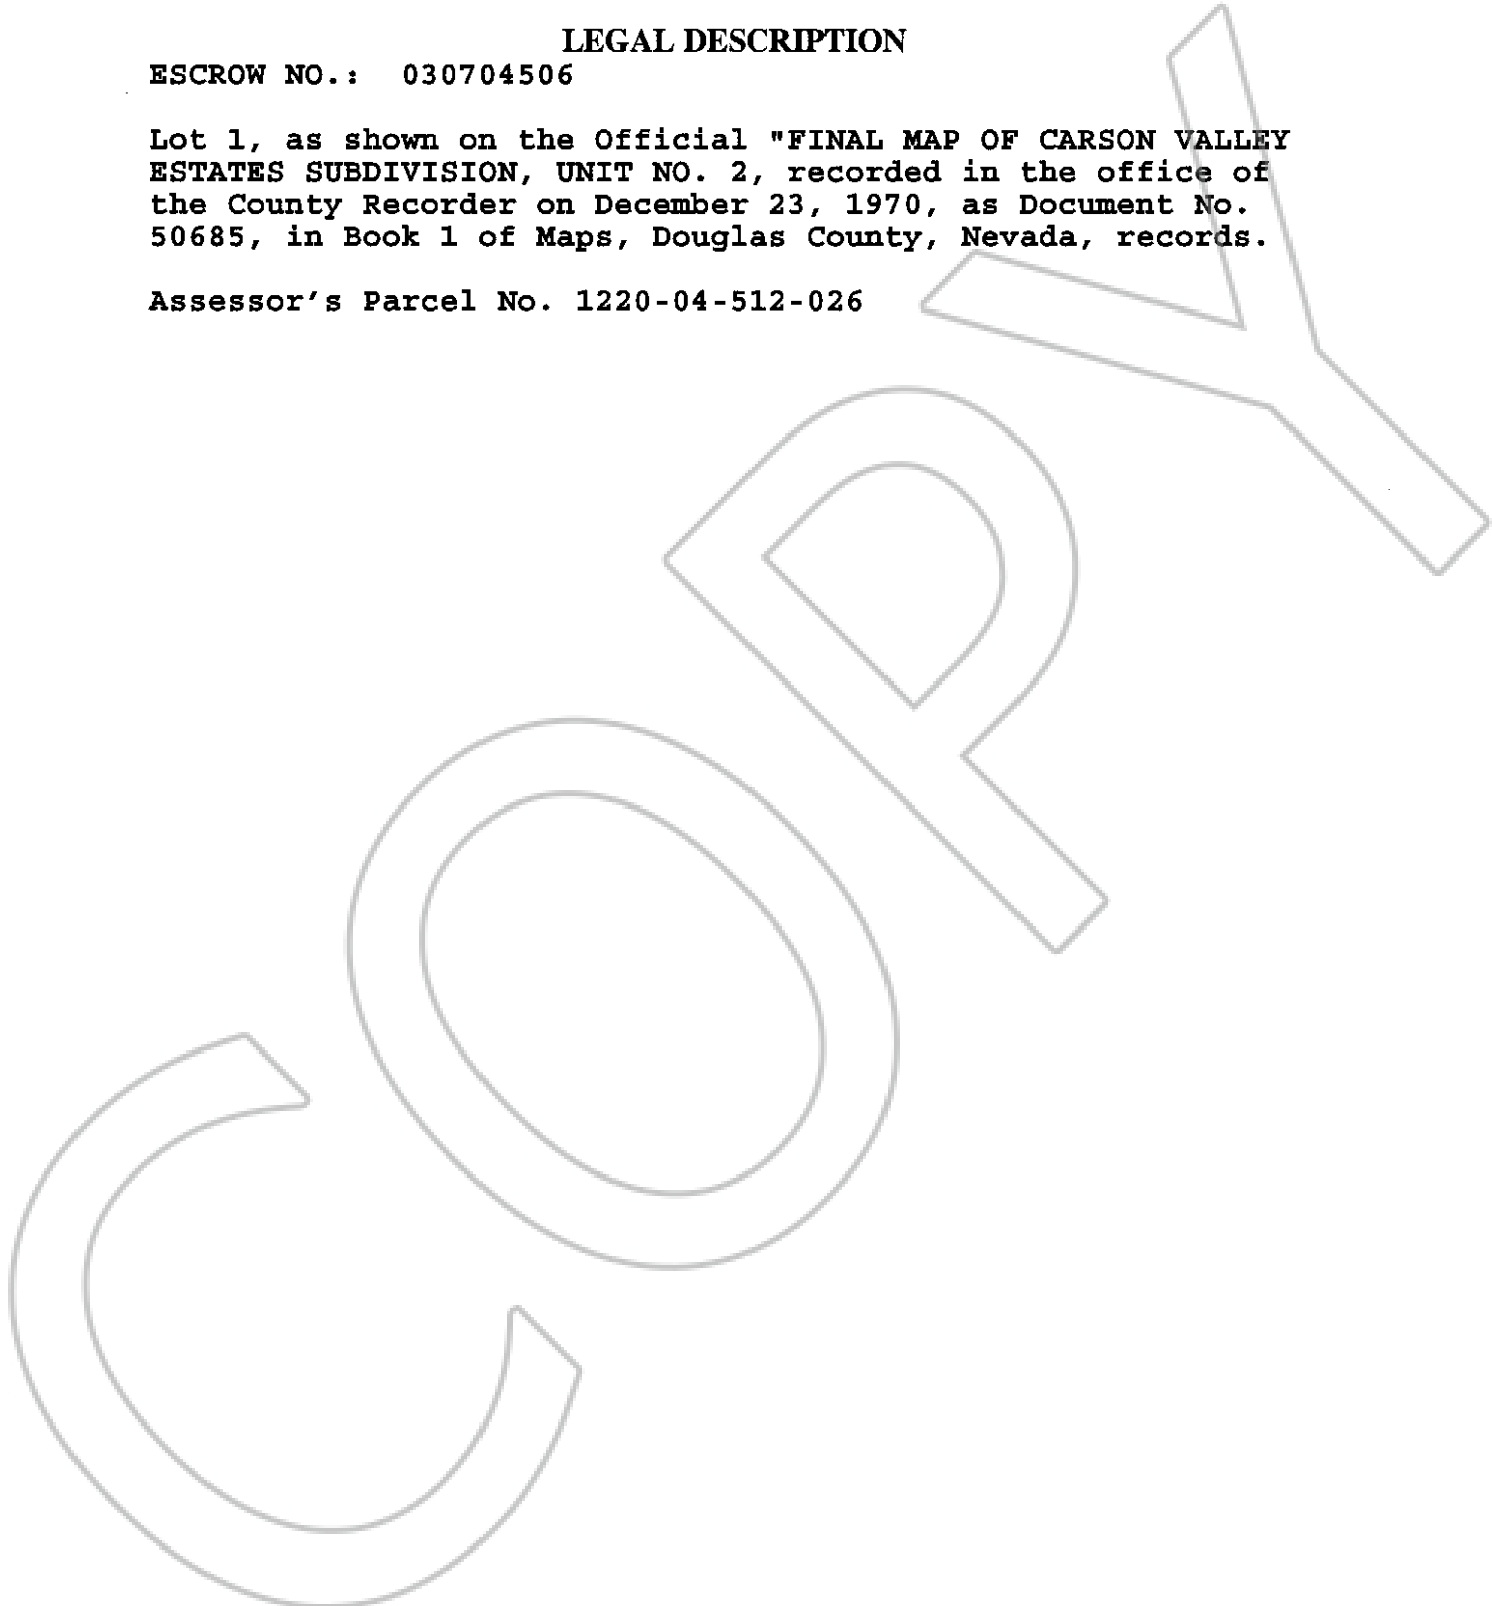 LEGAL DESCRIPTION
ESCROW NO.: 030704506
Lot 1, as shown on the Official "FINAL MAP OF CARSON VALLEY
ESTATES SUBDIVISION, UNIT NO. 2, recorded in the office of
the County Recorder on December 23, 1970, as Document No.
50685, in Book 1 of Maps, Douglas County, Nevada, records.
Assessor's Parcel No. 1220-04-512-026
COPY